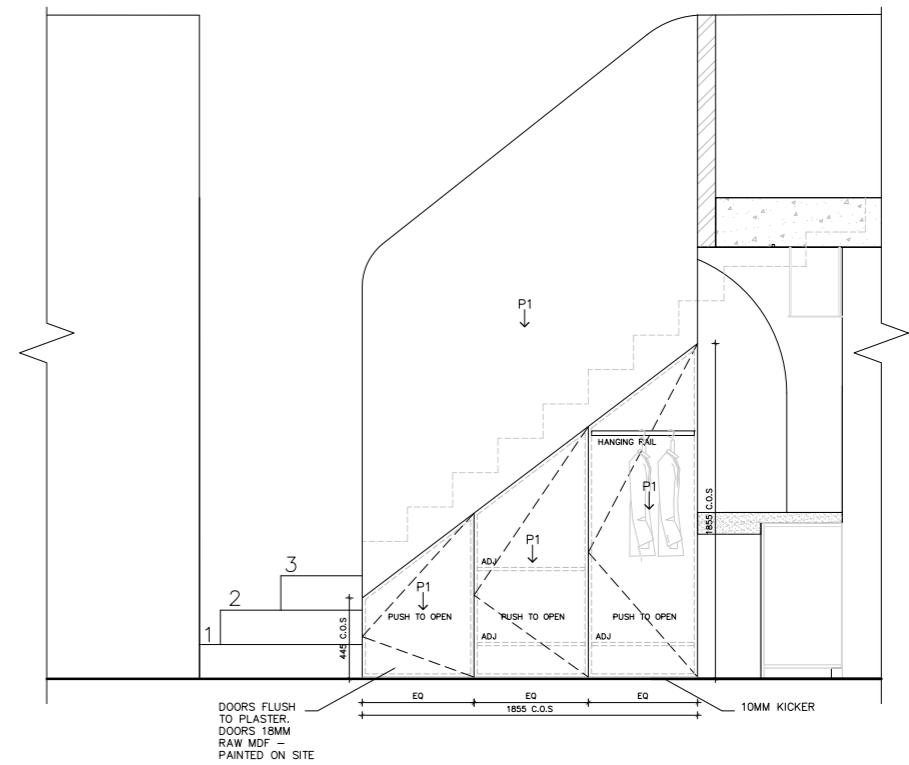 P1
HANGING RAIL
P1
1855 C.O.S
P1
ADJ
3
P1
2
PUSH TO OPEN
PUSH TO OPEN
PUSH TO OPEN
1
445 C.O.S
ADJ
ADJ
EQ
EQ
EQ
1855 C.O.S
DOORS FLUSH
TO PLASTER.
DOORS 18MM
RAW MDF –
PAINTED ON SITE
10MM KICKER